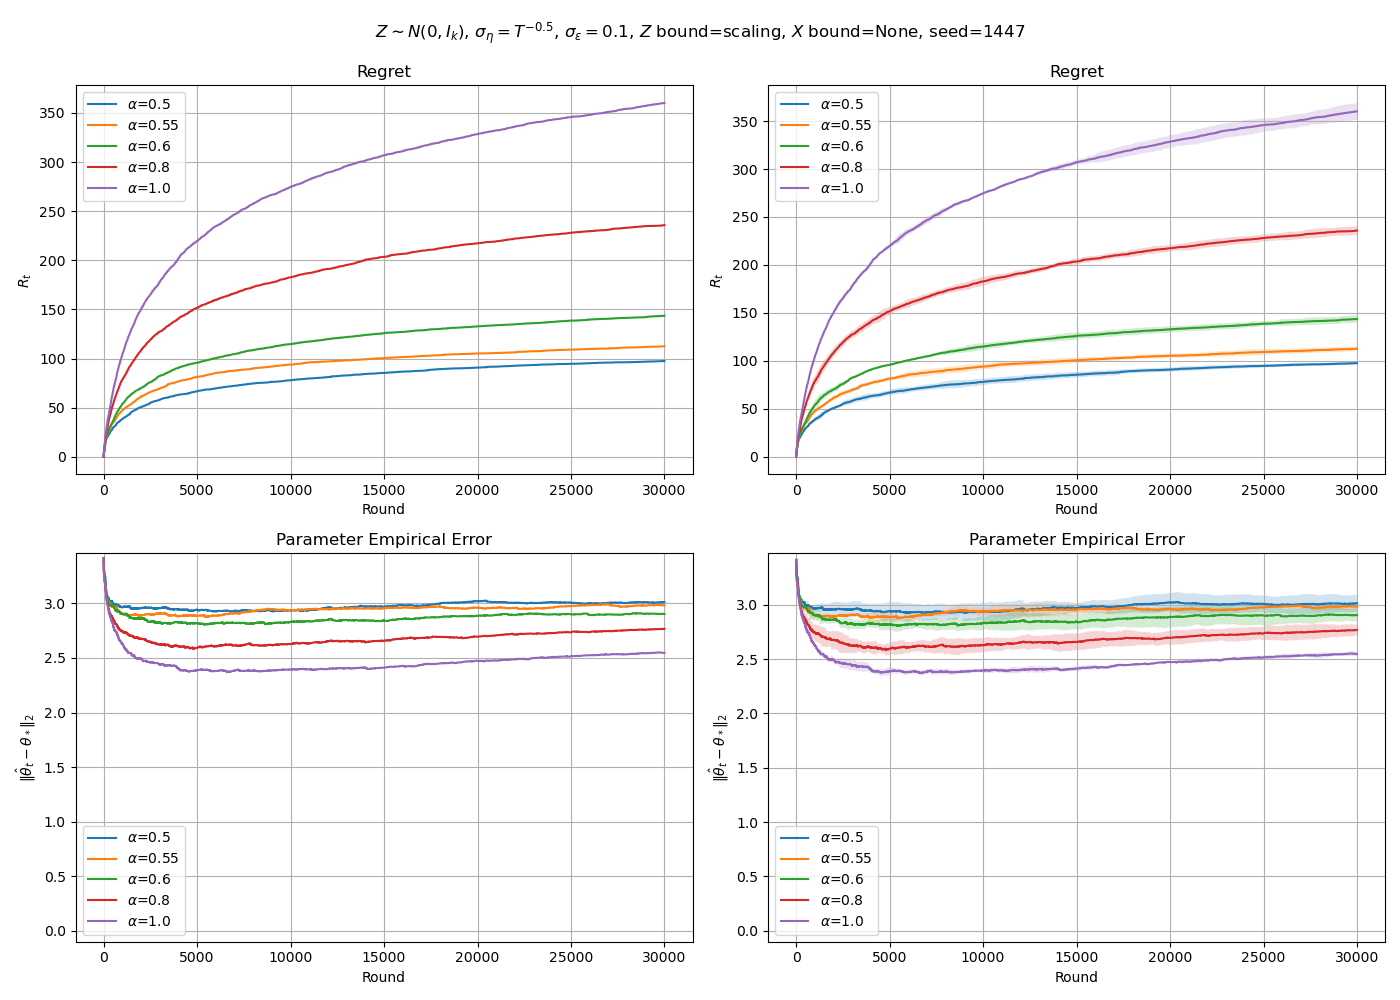 Z ∼ N(0, I_k), σ_η = T^{−0.5}, σ_ε = 0.1, Z bound=scaling, X bound=None, seed=1447
Regret
R_t
350
300
250
200
150
100
50
0
α=0.5
α=0.55
α=0.6
α=0.8
α=1.0
0 5000 10000 15000 20000 25000 30000
Round
Regret
R_t
350
300
250
200
150
100
50
0
α=0.5
α=0.55
α=0.6
α=0.8
α=1.0
0 5000 10000 15000 20000 25000 30000
Round
Parameter Empirical Error
‖θ̂_t − θ_*‖_2
3.0
2.5
2.0
1.5
1.0
0.5
0.0
α=0.5
α=0.55
α=0.6
α=0.8
α=1.0
0 5000 10000 15000 20000 25000 30000
Round
Parameter Empirical Error
‖θ̂_t − θ_*‖_2
3.0
2.5
2.0
1.5
1.0
0.5
0.0
α=0.5
α=0.55
α=0.6
α=0.8
α=1.0
0 5000 10000 15000 20000 25000 30000
Round